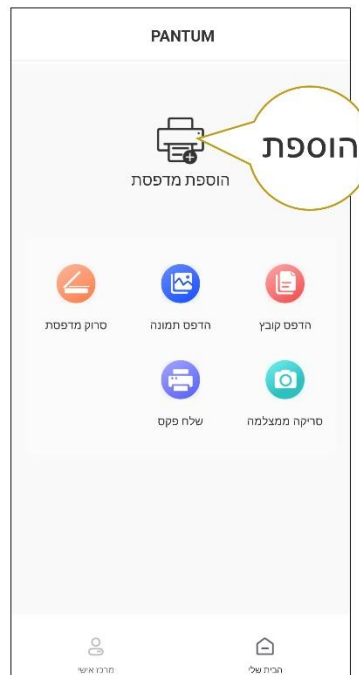 PANTUM
הוספת
הוספת מדפסת
הדפס קובץ
הדפס תמונה
סרוק מדפסת
סריקה ממצלמה
שלח פקס
הבית שלי
מרכז אישי